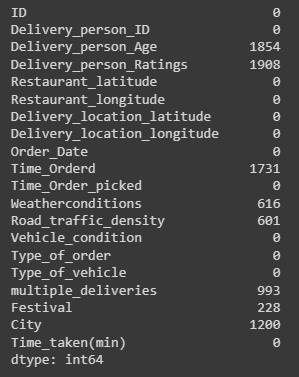 ID 0
Delivery_person_ID 0
Delivery_person_Age 1854
Delivery_person_Ratings 1908
Restaurant_latitude 0
Restaurant_longitude 0
Delivery_location_latitude 0
Delivery_location_longitude 0
Order_Date 0
Time_Orderd 1731
Time_Order_picked 0
Weatherconditions 616
Road_traffic_density 601
Vehicle_condition 0
Type_of_order 0
Type_of_vehicle 0
multiple_deliveries 993
Festival 228
City 1200
Time_taken(min) 0
dtype: int64